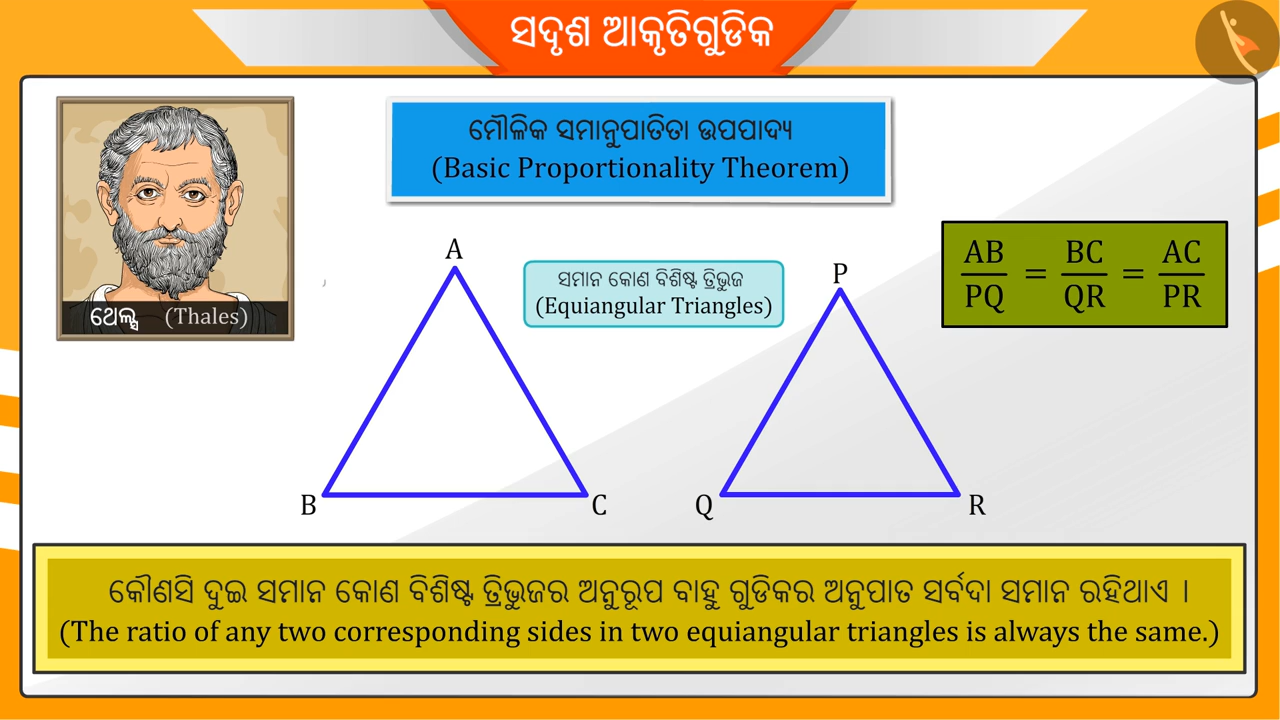 ସଦୃଶ ଆକୃତିଗୁଡିକ
ମୌଳିକ ସମାନୁପାତିତା ଉପପାଦ୍ୟ
(Basic Proportionality Theorem)
ଥେଲ୍ସ (Thales)
A
ସମାନ କୋଣ ବିଶିଷ୍ଟ ତ୍ରିଭୁଜ
(Equiangular Triangles)
P
AB/PQ = BC/QR = AC/PR
B
C
Q
R
କୌଣସି ଦୁଇ ସମାନ କୋଣ ବିଶିଷ୍ଟ ତ୍ରିଭୁଜର ଅନୁରୂପ ବାହୁ ଗୁଡିକର ଅନୁପାତ ସର୍ବଦା ସମାନ ରହିଥାଏ ।
(The ratio of any two corresponding sides in two equiangular triangles is always the same.)